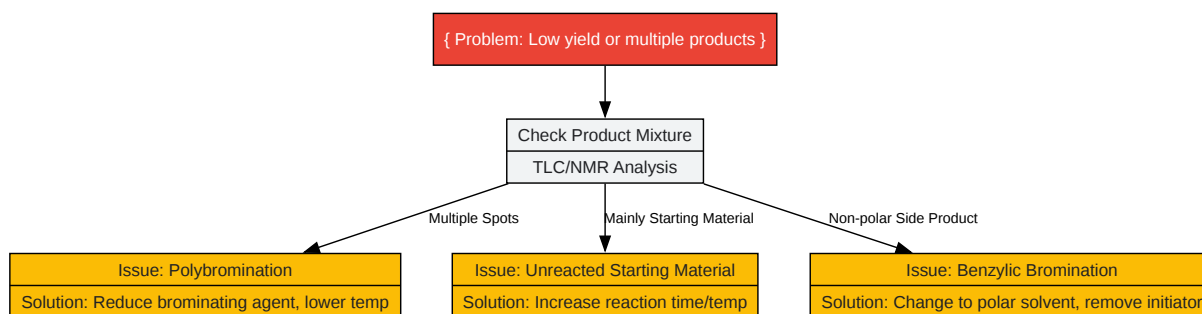 { Problem: Low yield or multiple products }
Check Product Mixture
TLC/NMR Analysis
Multiple Spots
Mainly Starting Material
Non-polar Side Product
Issue: Polybromination
Solution: Reduce brominating agent, lower temp
Issue: Unreacted Starting Material
Solution: Increase reaction time/temp
Issue: Benzylic Bromination
Solution: Change to polar solvent, remove initiator